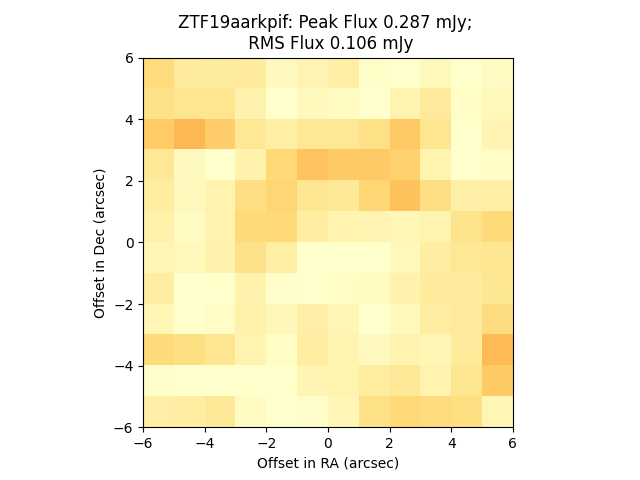 ZTF19aarkpif: Peak Flux 0.287 mJy;
RMS Flux 0.106 mJy
6
4
2
0
−2
−4
−6
Offset in Dec (arcsec)
−6 −4 −2 0 2 4 6
Offset in RA (arcsec)